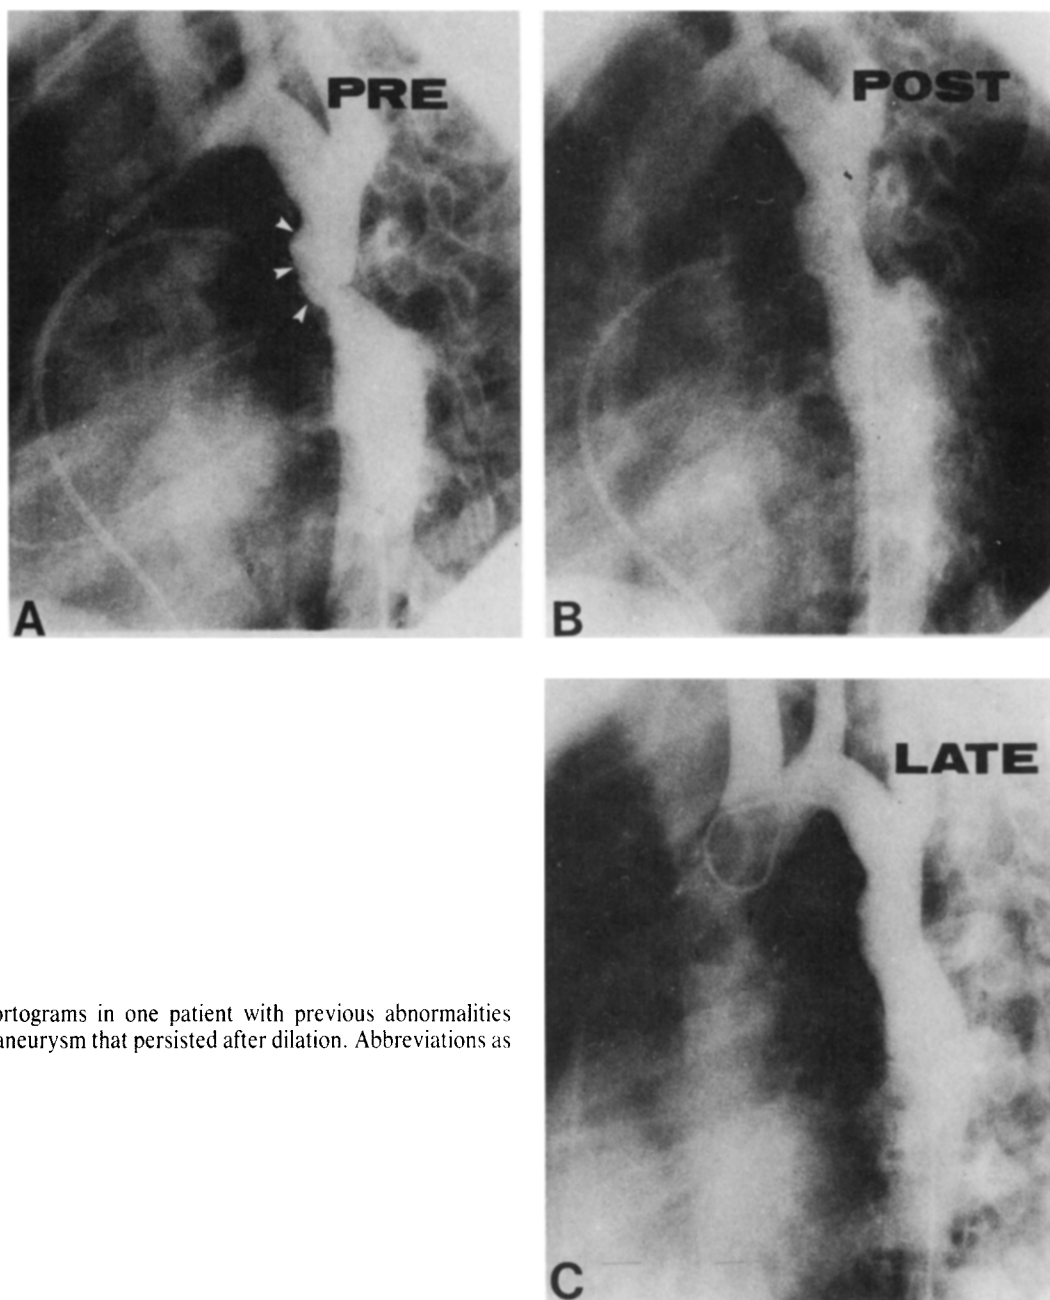 PRE
A
POST
B
LATE
C
ortograms in one patient with previous abnormalities
aneurysm that persisted after dilation. Abbreviations as